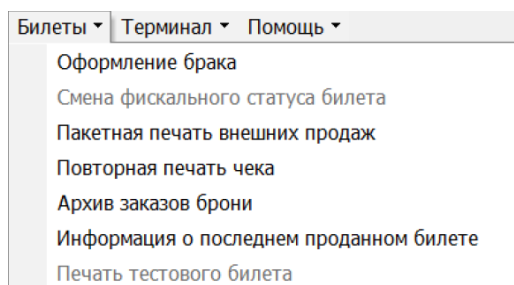 Билеты Терминал Помощь
Оформление брака
Смена фискального статуса билета
Пакетная печать внешних продаж
Повторная печать чека
Архив заказов брони
Информация о последнем проданном билете
Печать тестового билета